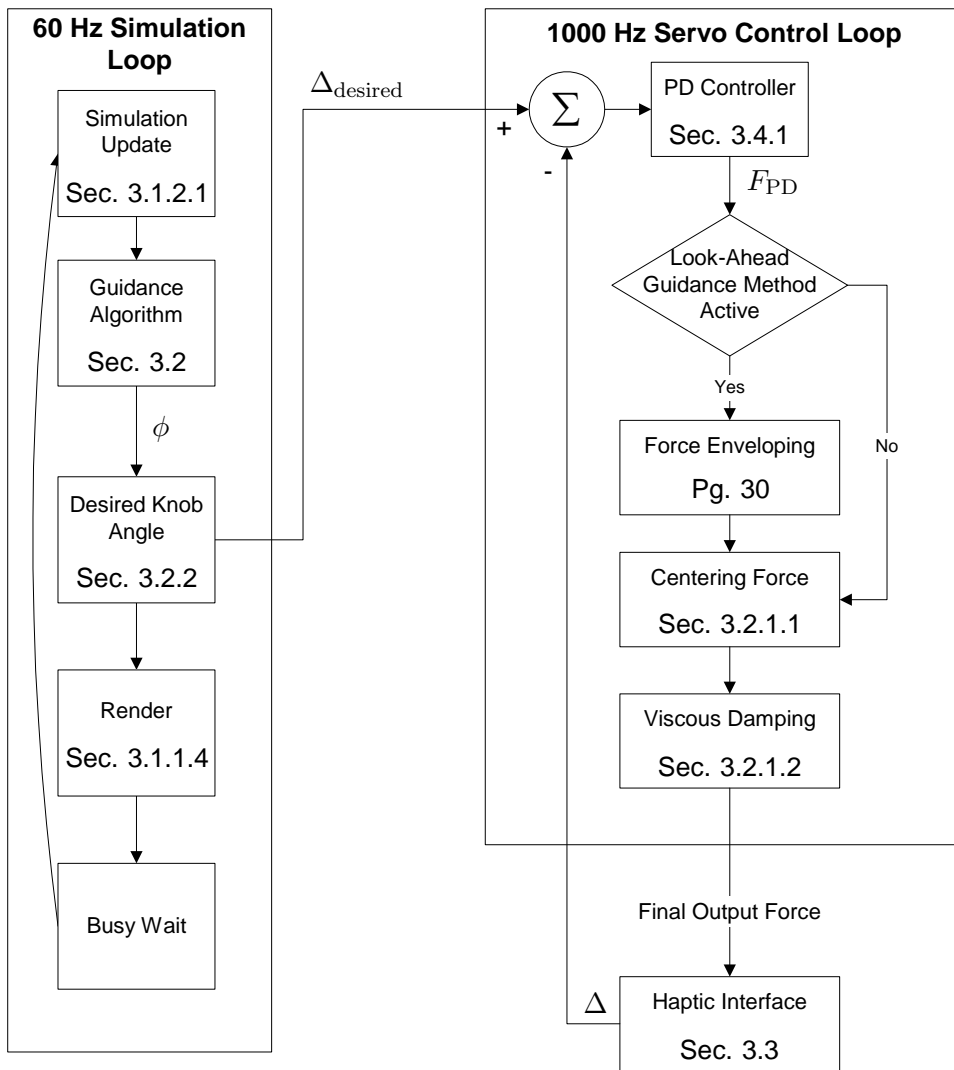 60 Hz Simulation
Loop
Simulation
Update
Sec. 3.1.2.1
Guidance
Algorithm
Sec. 3.2
ϕ
Desired Knob
Angle
Sec. 3.2.2
Render
Sec. 3.1.1.4
Busy Wait
Δdesired
1000 Hz Servo Control Loop
+
Σ
-
PD Controller
Sec. 3.4.1
FPD
Look-Ahead
Guidance Method
Active
Yes
No
Force Enveloping
Pg. 30
Centering Force
Sec. 3.2.1.1
Viscous Damping
Sec. 3.2.1.2
Final Output Force
Δ
Haptic Interface
Sec. 3.3